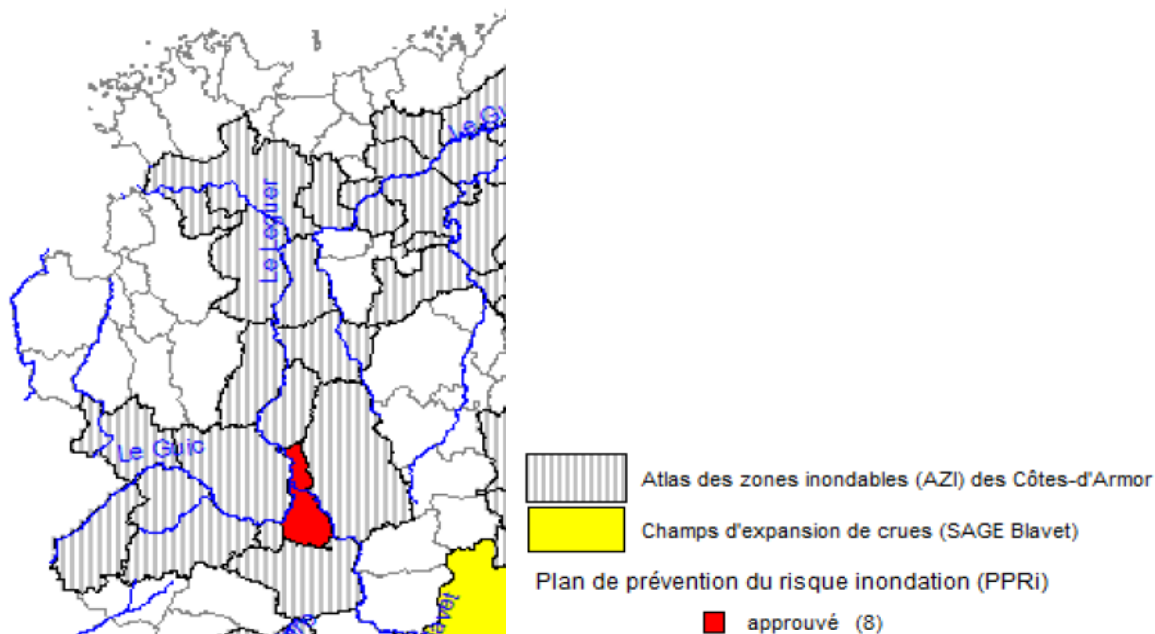 Le Gu
Le Leguer
Le Guic
Atlas des zones inondables (AZI) des Côtes-d'Armor
Champs d'expansion de crues (SAGE Blavet)
Plan de prévention du risque inondation (PPRi)
approuvé (8)